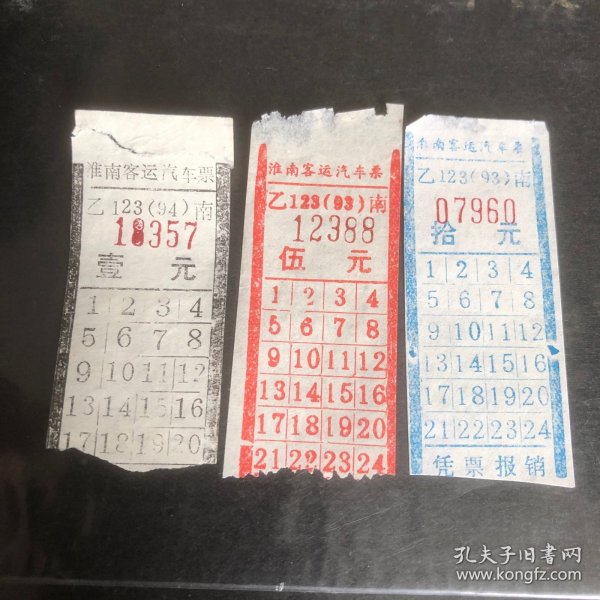 淮南客运汽车票
乙123(94)南
18357
壹 元
1 2 3 4
5 6 7 8
9 10 11 12
13 14 15 16
17 18 19 20
淮南客运汽车票
乙123(93)南
12388
伍 元
1 2 3 4
5 6 7 8
9 10 11 12
13 14 15 16
17 18 19 20
21 22 23 24
淮南客运汽车票
乙123(93)南
07960
拾 元
1 2 3 4
5 6 7 8
9 10 11 12
13 14 15 16
17 18 19 20
21 22 23 24
凭票报销
孔夫子旧书网
www.kongfz.com